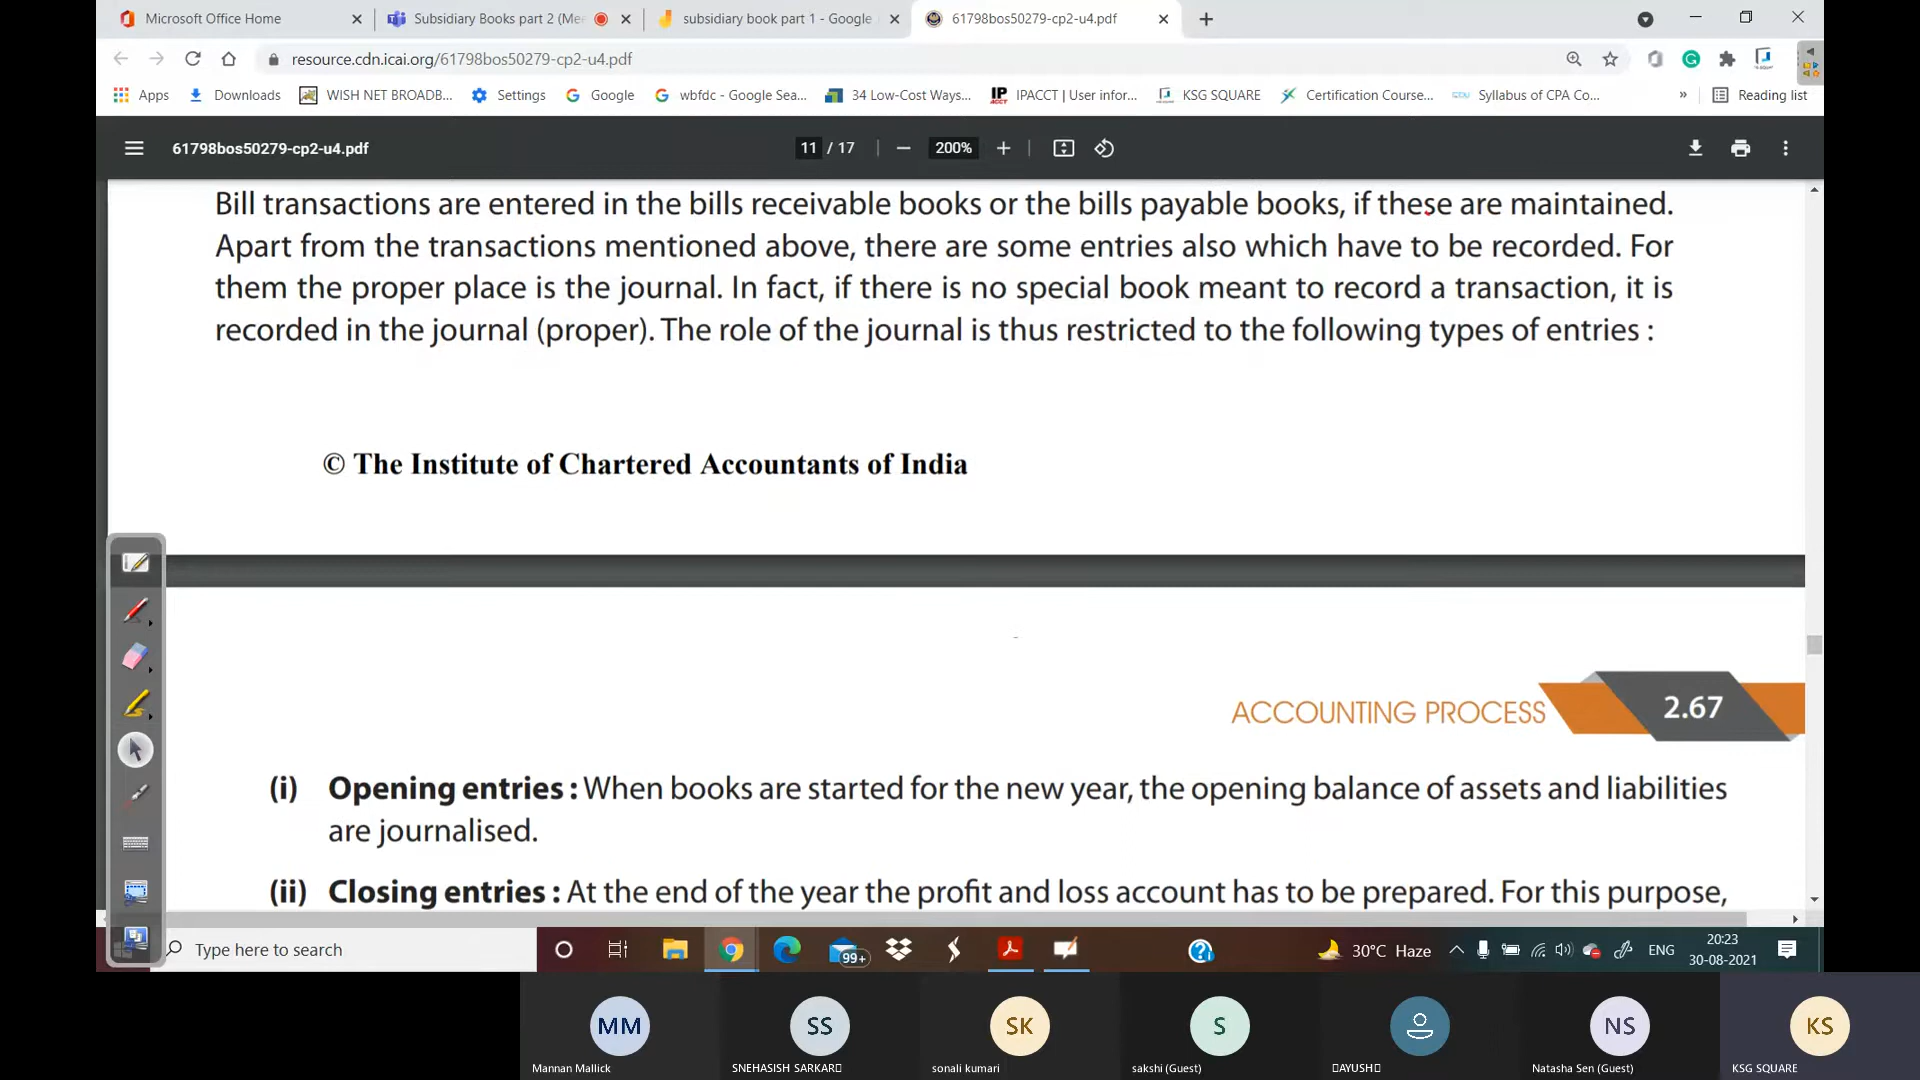 Microsoft Office Home
Subsidiary Books part 2 (Mee
subsidiary book part 1 - Google
61798bos50279-cp2-u4.pdf
resource.cdn.icai.org/61798bos50279-cp2-u4.pdf
Apps
Downloads
WISH NET BROADB...
Settings
Google
wbfdc - Google Sea...
34 Low-Cost Ways...
IPACCT | User infor...
KSG SQUARE
Certification Course...
Syllabus of CPA Co...
»
Reading list
61798bos50279-cp2-u4.pdf
11 / 17
200%
Bill transactions are entered in the bills receivable books or the bills payable books, if these are maintained.
Apart from the transactions mentioned above, there are some entries also which have to be recorded. For
them the proper place is the journal. In fact, if there is no special book meant to record a transaction, it is
recorded in the journal (proper). The role of the journal is thus restricted to the following types of entries :
© The Institute of Chartered Accountants of India
ACCOUNTING PROCESS
2.67
(i) Opening entries : When books are started for the new year, the opening balance of assets and liabilities
are journalised.
(ii) Closing entries : At the end of the year the profit and loss account has to be prepared. For this purpose,
Type here to search
99+
30°C Haze
ENG
20:23
30-08-2021
MM
SS
SK
S
NS
KS
Mannan Mallick
SNEHASISH SARKAR
sonali kumari
sakshi (Guest)
AYUSH
Natasha Sen (Guest)
KSG SQUARE